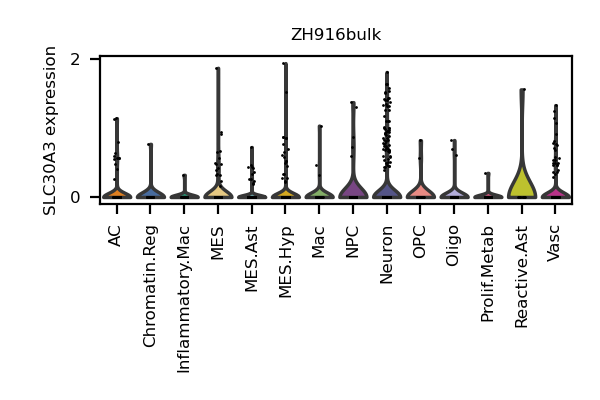 ZH916bulk
SLC30A3 expression
2
0
AC
Chromatin.Reg
Inflammatory.Mac
MES
MES.Ast
MES.Hyp
Mac
NPC
Neuron
OPC
Oligo
Prolif.Metab
Reactive.Ast
Vasc